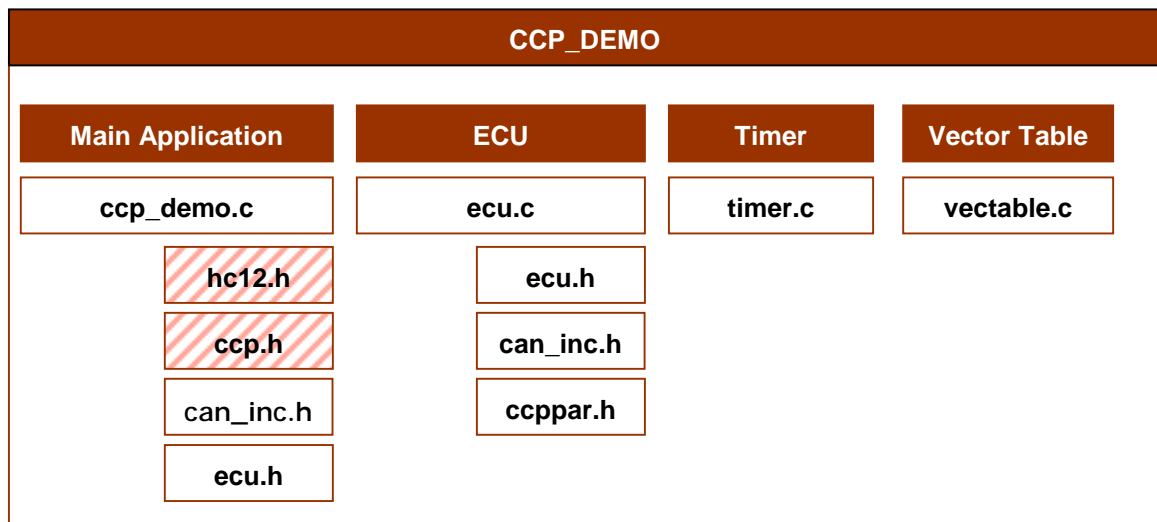 CCP_DEMO
Main Application
ECU
Timer
Vector Table
ccp_demo.c
ecu.c
timer.c
vectable.c
hc12.h
ecu.h
ccp.h
can_inc.h
can_inc.h
ccppar.h
ecu.h